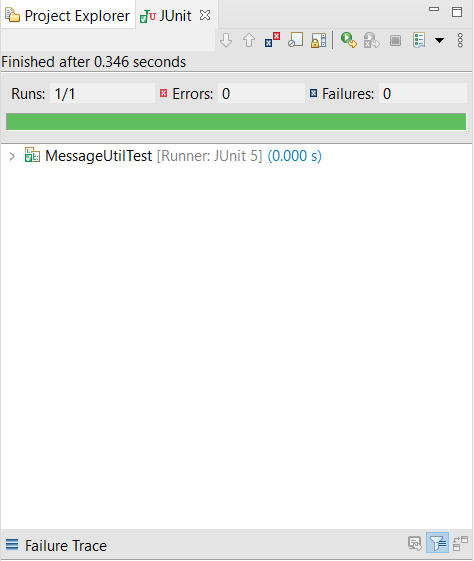 Project Explorer JUnit
Finished after 0.346 seconds
Runs: 1/1 Errors: 0 Failures: 0
MessageUtilTest [Runner: JUnit 5] (0.000 s)
Failure Trace